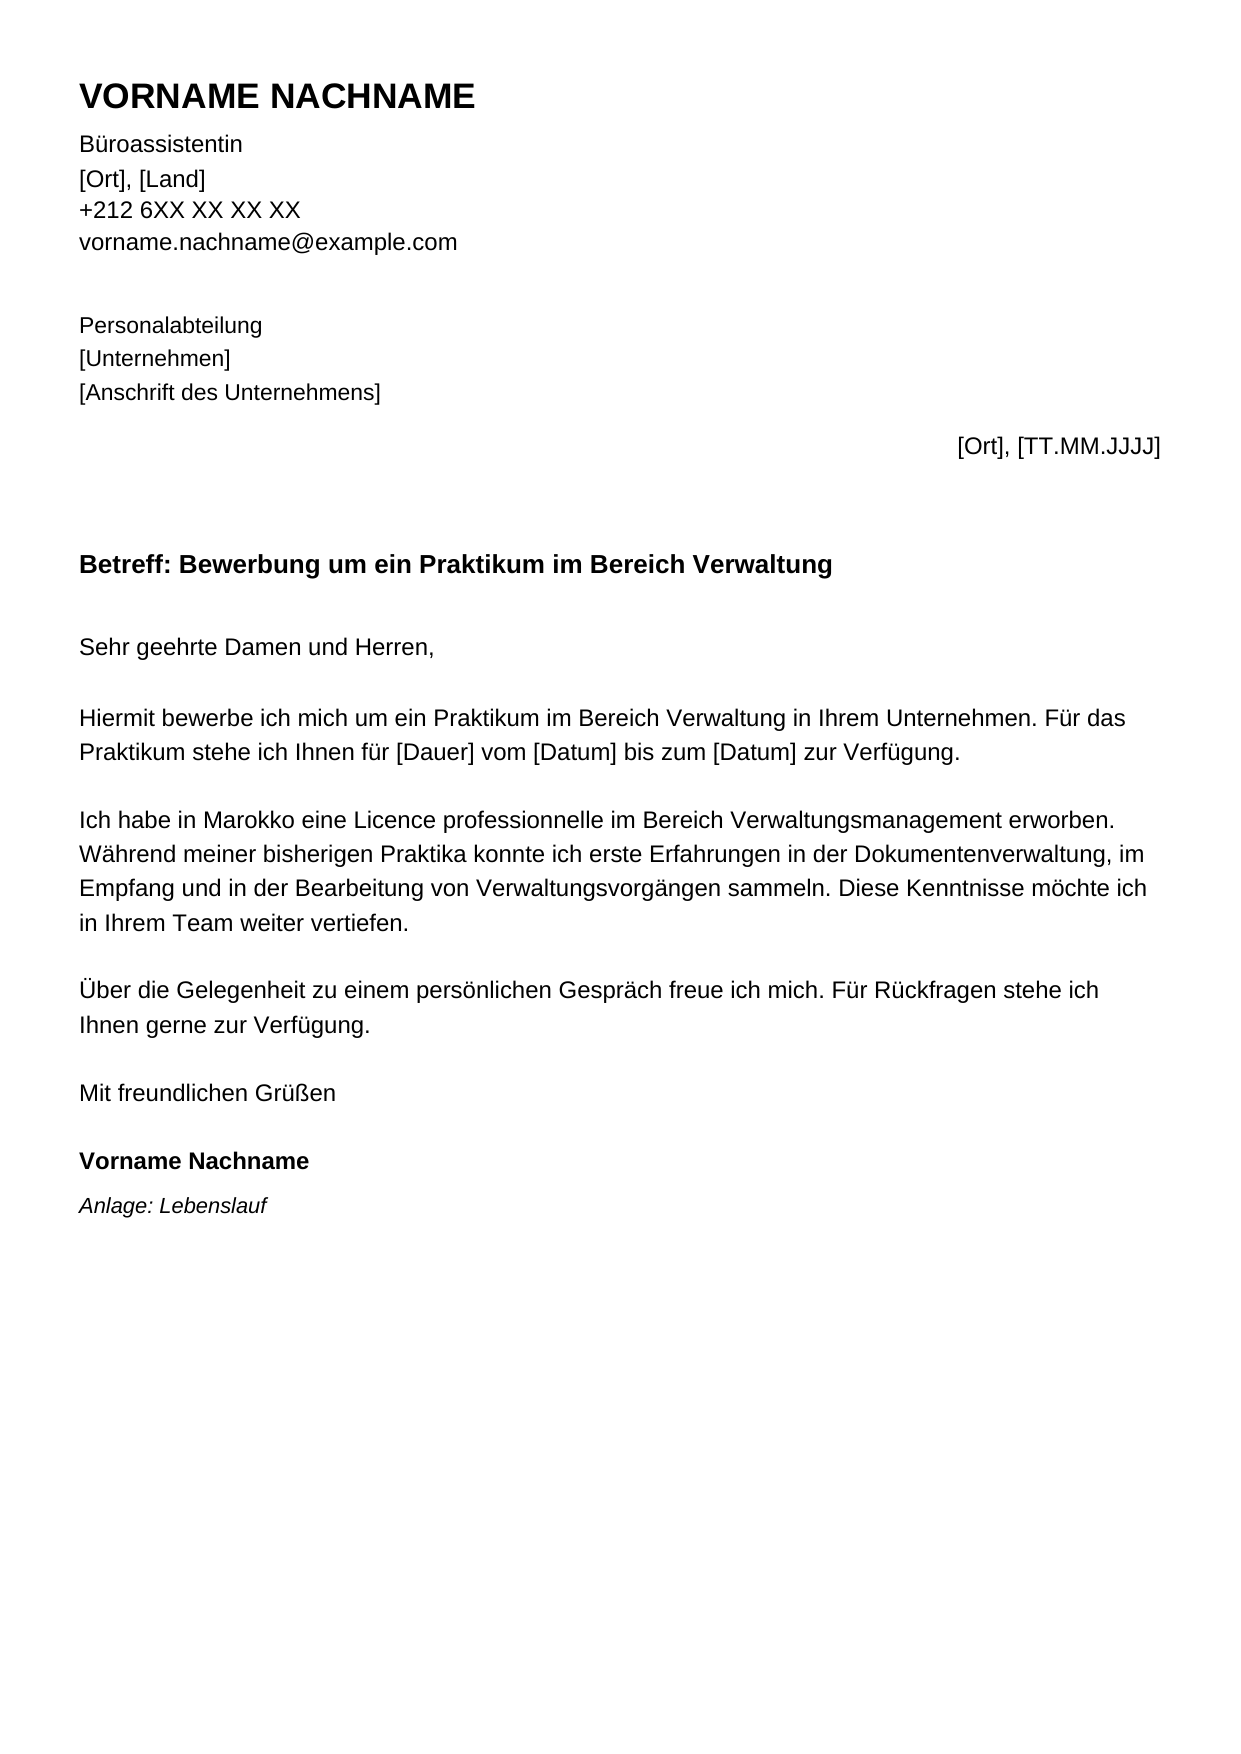 VORNAME NACHNAME
Büroassistentin
[Ort], [Land]
+212 6XX XX XX XX
vorname.nachname@example.com
Personalabteilung
[Unternehmen]
[Anschrift des Unternehmens]
[Ort], [TT.MM.JJJJ]
Betreff: Bewerbung um ein Praktikum im Bereich Verwaltung
Sehr geehrte Damen und Herren,
Hiermit bewerbe ich mich um ein Praktikum im Bereich Verwaltung in Ihrem Unternehmen. Für das
Praktikum stehe ich Ihnen für [Dauer] vom [Datum] bis zum [Datum] zur Verfügung.
Ich habe in Marokko eine Licence professionnelle im Bereich Verwaltungsmanagement erworben.
Während meiner bisherigen Praktika konnte ich erste Erfahrungen in der Dokumentenverwaltung, im
Empfang und in der Bearbeitung von Verwaltungsvorgängen sammeln. Diese Kenntnisse möchte ich
in Ihrem Team weiter vertiefen.
Über die Gelegenheit zu einem persönlichen Gespräch freue ich mich. Für Rückfragen stehe ich
Ihnen gerne zur Verfügung.
Mit freundlichen Grüßen
Vorname Nachname
Anlage: Lebenslauf